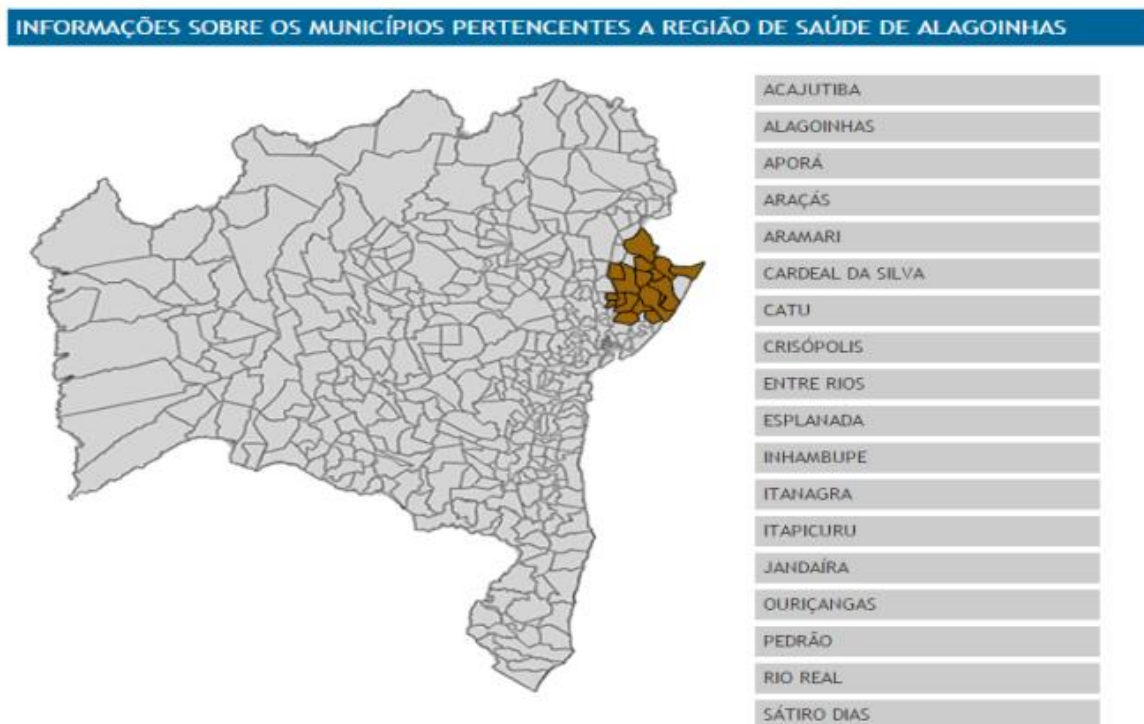 INFORMAÇÕES SOBRE OS MUNICÍPIOS PERTENCENTES A REGIÃO DE SAÚDE DE ALAGOINHAS
ACAJUTIBA
ALAGOINHAS
APORÁ
ARAÇÁS
ARAMARI
CARDEAL DA SILVA
CATU
CRISÓPOLIS
ENTRE RIOS
ESPLANADA
INHAMBUPE
ITANAGRA
ITAPICURU
JANDAÍRA
OURIÇANGAS
PEDRÃO
RIO REAL
SÁTIRO DIAS